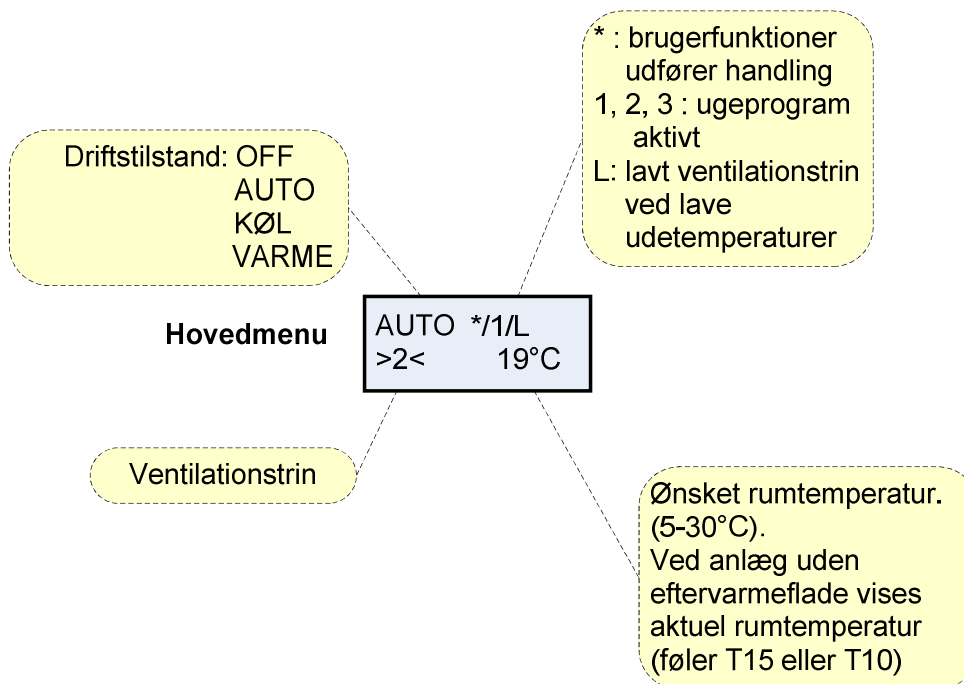 * : brugerfunktioner
udfører handling
1, 2, 3 : ugeprogram
aktivt
L: lavt ventilationstrin
ved lave
udetemperaturer
Driftstilstand: OFF
AUTO
KØL
VARME
Hovedmenu
AUTO */1/L
>2< 19°C
Ventilationstrin
Ønsket rumtemperatur.
(5-30°C).
Ved anlæg uden
eftervarmeflade vises
aktuel rumtemperatur
(føler T15 eller T10)